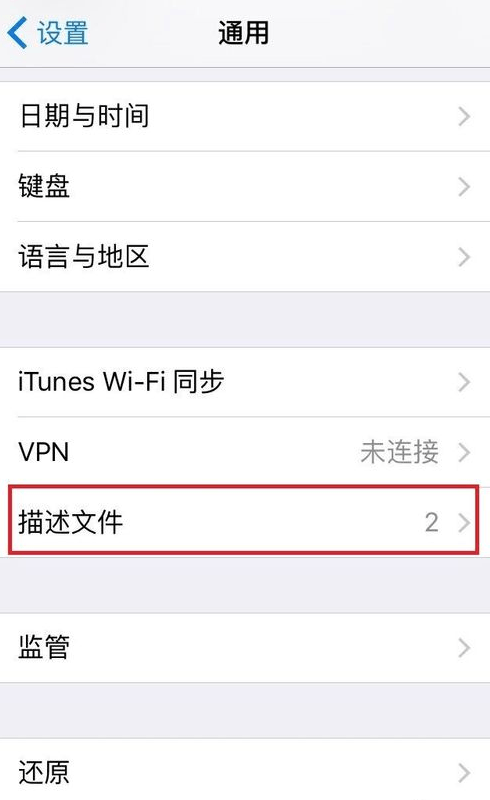 设置 通用
日期与时间
键盘
语言与地区
iTunes Wi-Fi 同步
VPN 未连接
描述文件 2
监管
还原